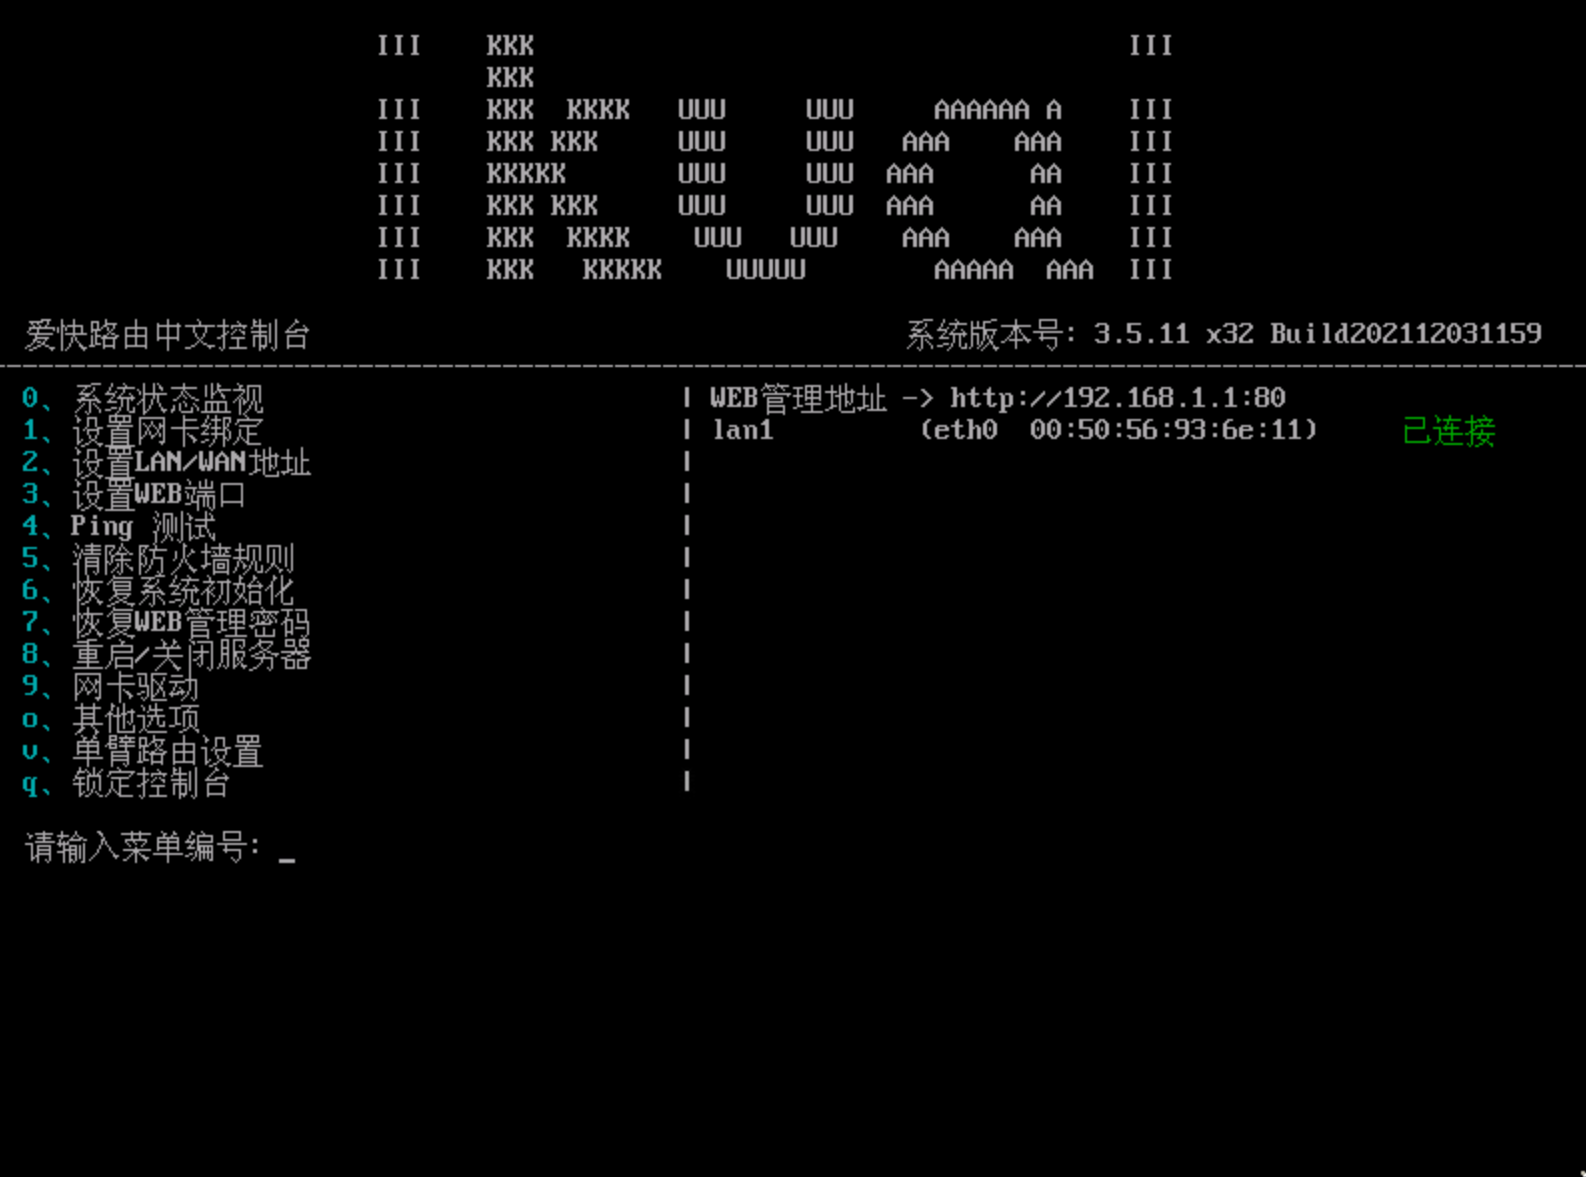 III    KKK                                     III
       KKK
III    KKK  KKKK   UUU     UUU     AAAAAA A    III
III    KKK KKK     UUU     UUU   AAA    AAA    III
III    KKKKK       UUU     UUU  AAA      AA    III
III    KKK KKK     UUU     UUU  AAA      AA    III
III    KKK  KKKK    UUU   UUU    AAA    AAA    III
III    KKK   KKKKK    UUUUU        AAAAA  AAA  III
爱快路由中文控制台 系统版本号: 3.5.11 x32 Build202112031159
0、 系统状态监视 | WEB管理地址 -> http://192.168.1.1:80
1、 设置网卡绑定 | lan1 (eth0 00:50:56:93:6e:11) 已连接
2、 设置LAN/WAN地址 |
3、 设置WEB端口 |
4、Ping 测试 |
5、 清除防火墙规则 |
6、 恢复系统初始化 |
7、 恢复WEB管理密码 |
8、 重启/关闭服务器 |
9、 网卡驱动 |
o、 其他选项 |
v、 单臂路由设置 |
q、 锁定控制台 |
请输入菜单编号: _